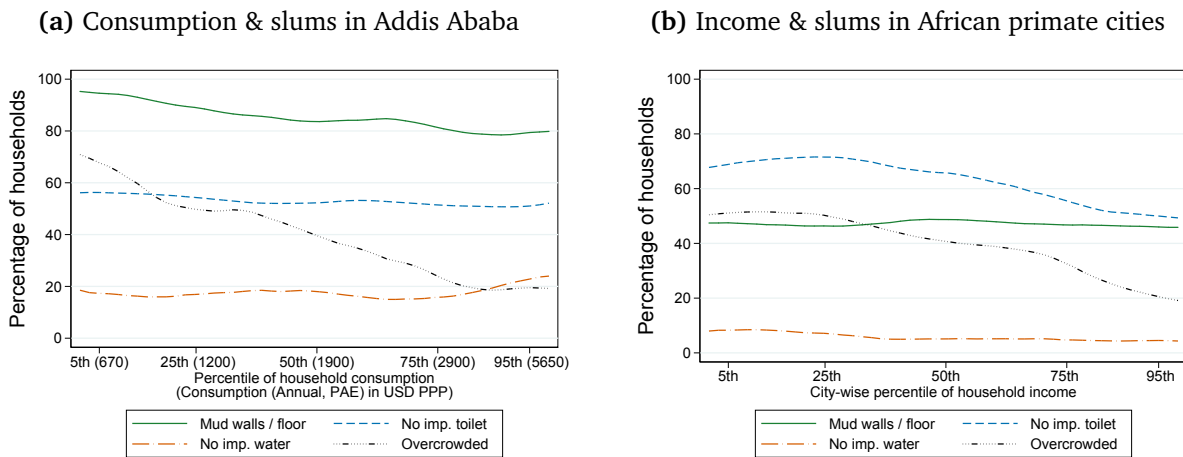 (a) Consumption & slums in Addis Ababa
Percentage of households
100
80
60
40
20
0
5th (670) 25th (1200) 50th (1900) 75th (2900) 95th (5650)
Percentile of household consumption
(Consumption (Annual, PAE) in USD PPP)
Mud walls / floor No imp. toilet
No imp. water Overcrowded
(b) Income & slums in African primate cities
Percentage of households
100
80
60
40
20
0
5th 25th 50th 75th 95th
City-wise percentile of household income
Mud walls / floor No imp. toilet
No imp. water Overcrowded